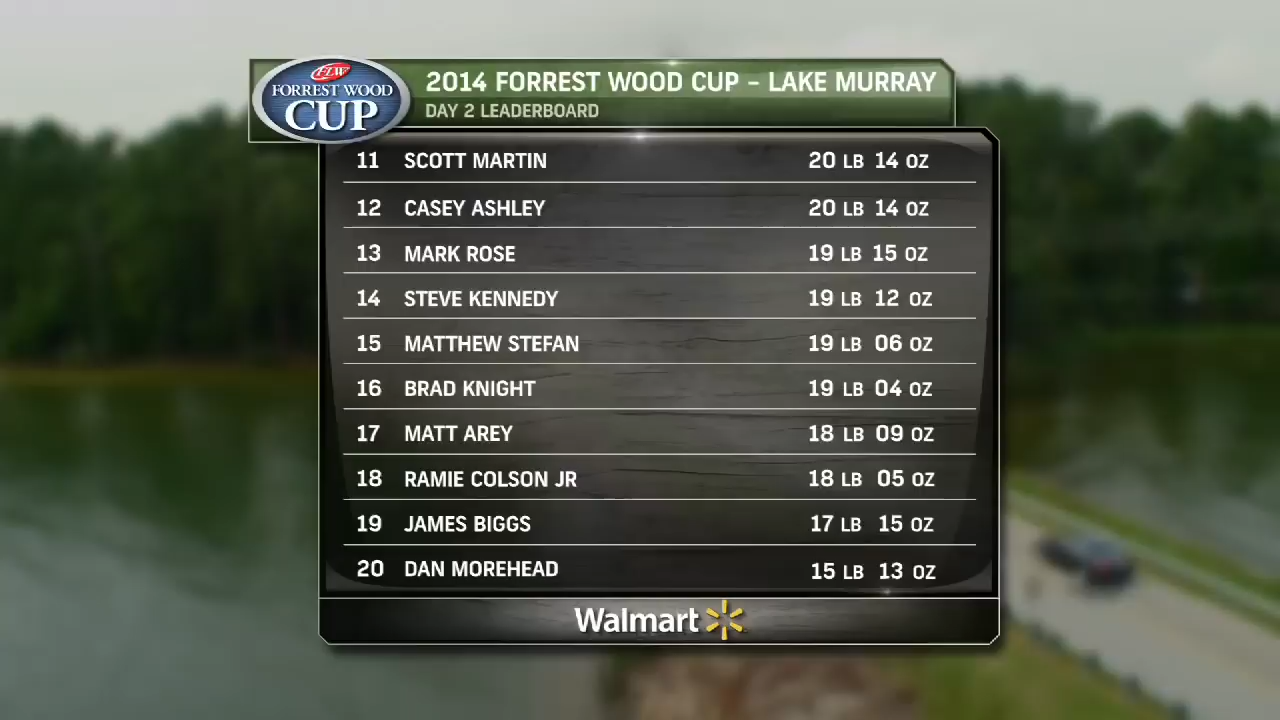 FLW
FORREST WOOD
CUP
2014 FORREST WOOD CUP – LAKE MURRAY
DAY 2 LEADERBOARD
11 SCOTT MARTIN 20 LB 14 OZ
12 CASEY ASHLEY 20 LB 14 OZ
13 MARK ROSE 19 LB 15 OZ
14 STEVE KENNEDY 19 LB 12 OZ
15 MATTHEW STEFAN 19 LB 06 OZ
16 BRAD KNIGHT 19 LB 04 OZ
17 MATT AREY 18 LB 09 OZ
18 RAMIE COLSON JR 18 LB 05 OZ
19 JAMES BIGGS 17 LB 15 OZ
20 DAN MOREHEAD 15 LB 13 OZ
Walmart